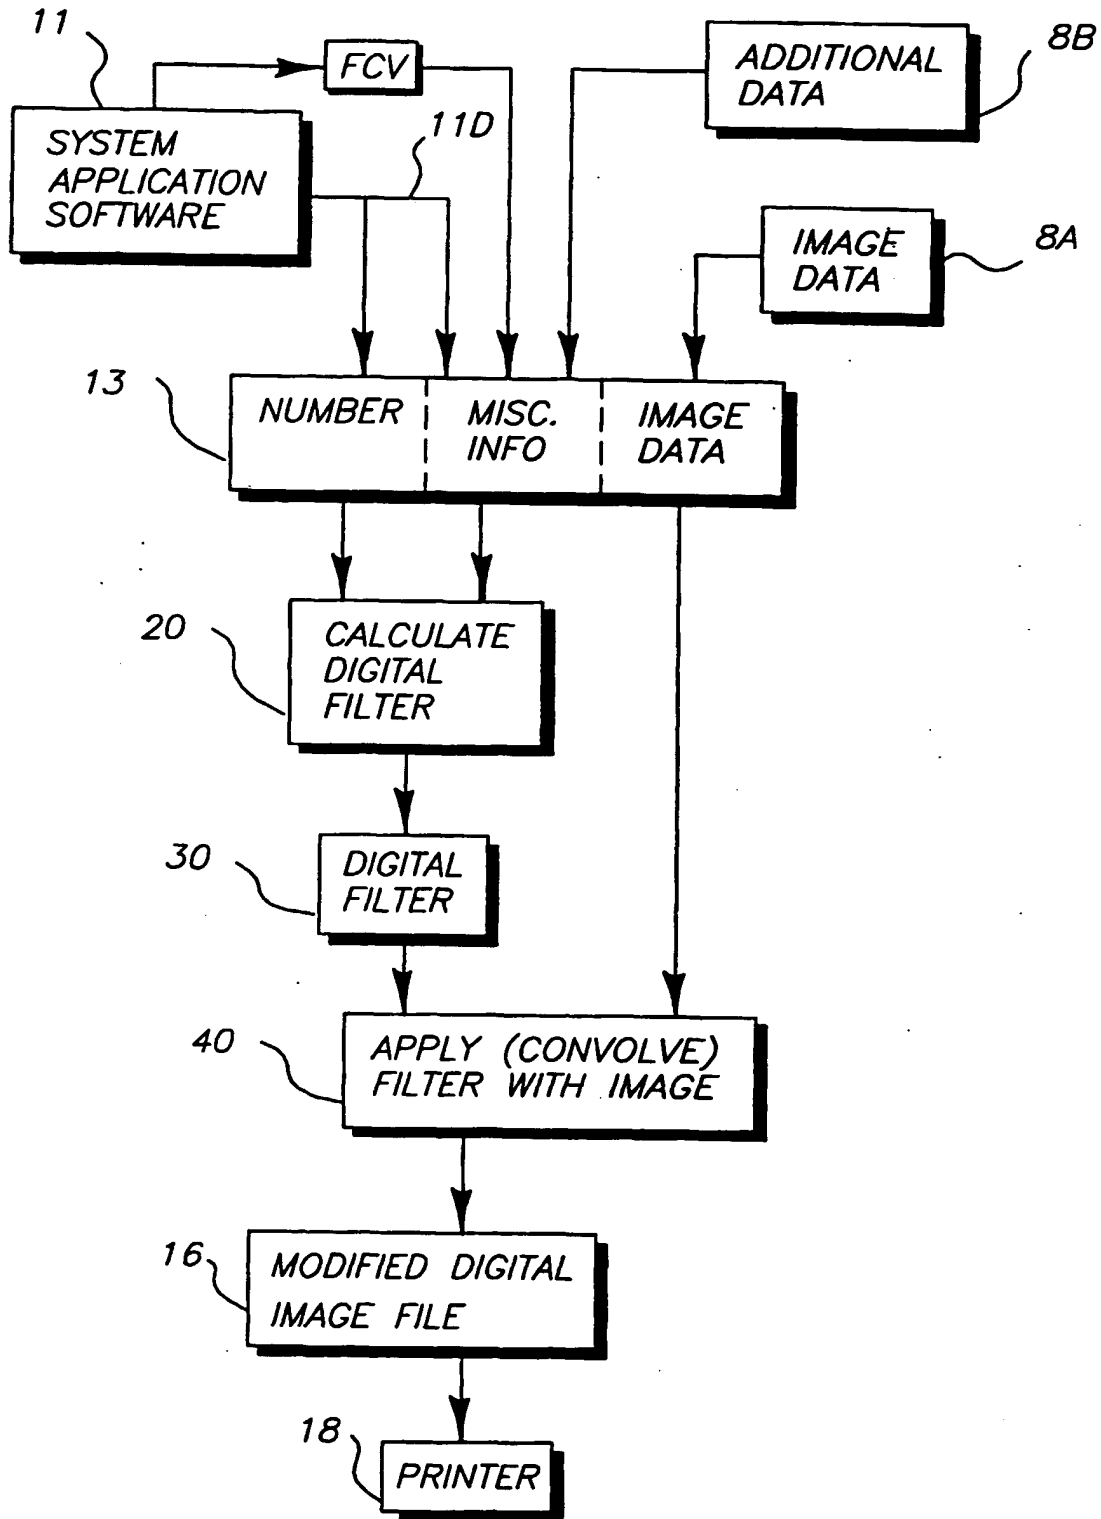 11
FCV
ADDITIONAL
DATA
8B
11D
SYSTEM
APPLICATION
SOFTWARE
IMAGE
DATA
8A
13
NUMBER
MISC.
INFO
IMAGE
DATA
20
CALCULATE
DIGITAL
FILTER
30
DIGITAL
FILTER
40
APPLY (CONVOLVE)
FILTER WITH IMAGE
16
MODIFIED DIGITAL
IMAGE FILE
18
PRINTER